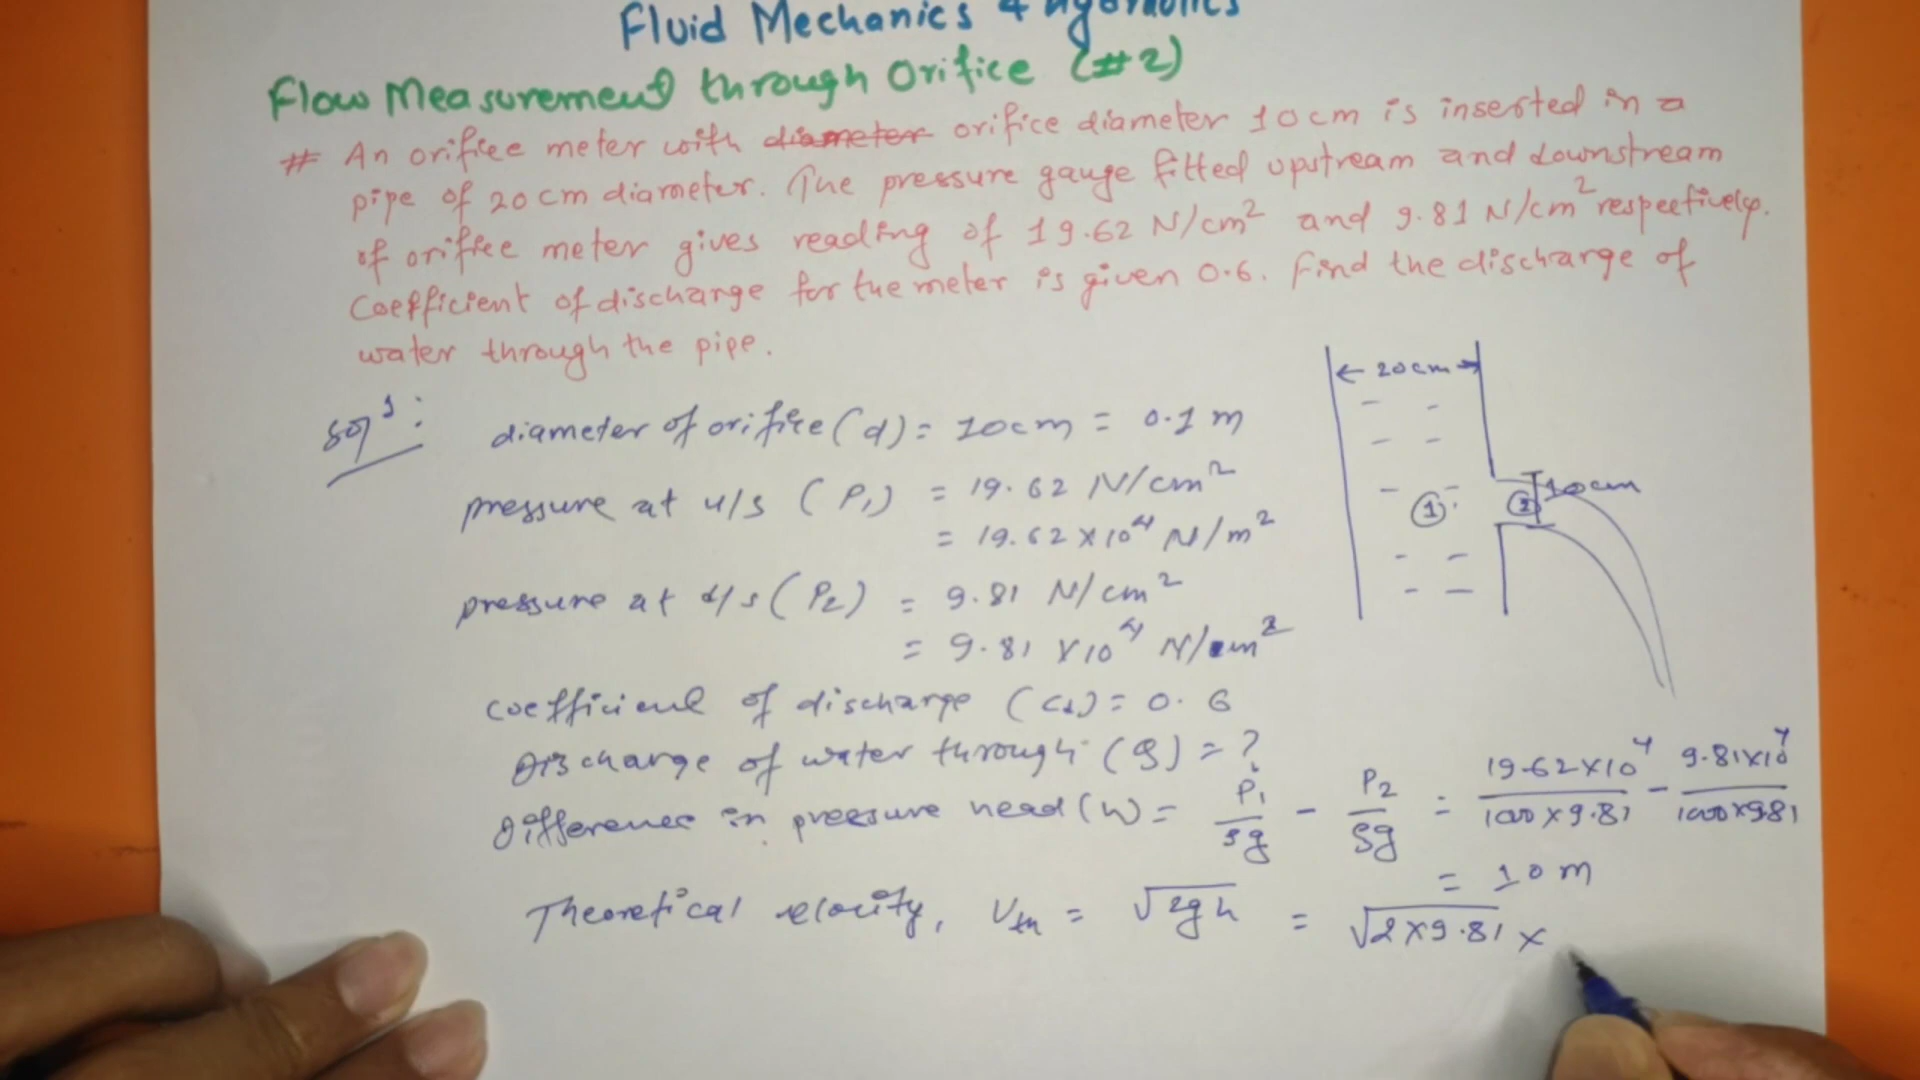 Fluid Mechanics & Hydraulics
Flow Measurement through Orifice (#2)
# An orifice meter with diameter orifice diameter 10cm is inserted in a
pipe of 20 cm diameter. The pressure gauge fitted upstream and downstream
of orifice meter gives reading of 19.62 N/cm² and 9.81 N/cm² respectively.
Coefficient of discharge for the meter is given 0.6. Find the discharge of
water through the pipe.
← 20cm →
Solⁿ:
diameter of orifice (d) = 10cm = 0.1 m
pressure at u/s (P₁) = 19.62 N/cm²
= 19.62 × 10⁴ N/m²
① ② 10cm
pressure at d/s (P₂) = 9.81 N/cm²
= 9.81 × 10⁴ N/m²
coefficient of discharge (Cd) = 0.6
Discharge of water through (Q) = ?
Difference in pressure head (h) = P₁/ρg - P₂/ρg = 19.62×10⁴/1000×9.81 - 9.81×10⁴/1000×981
= 10 m
Theoretical velocity, Vth = √2gh = √2×9.81×